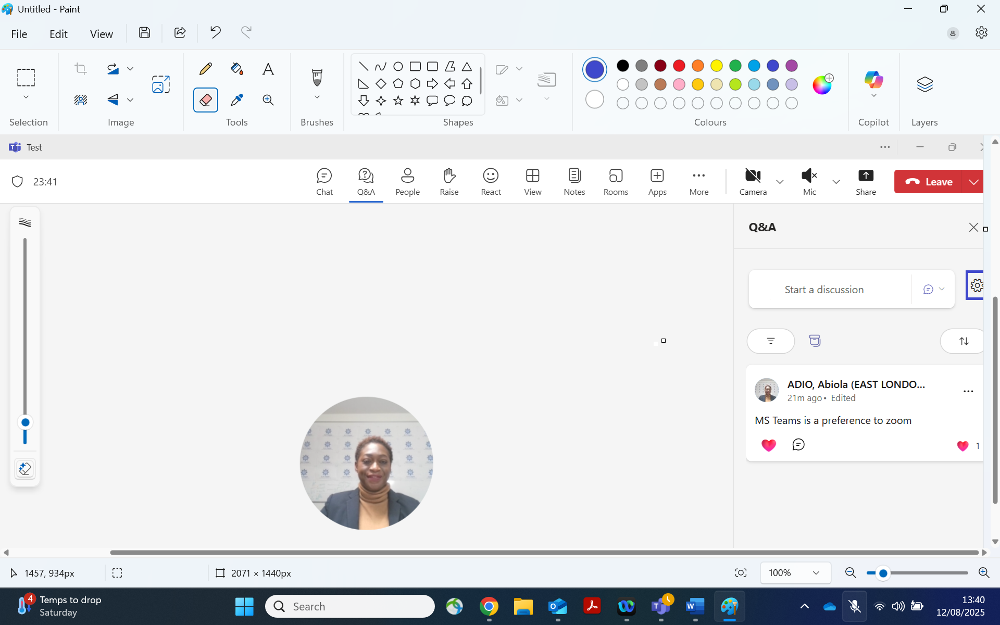 Untitled - Paint
File Edit View
Selection Image Tools Brushes Shapes Colours Copilot Layers
Test
23:41 Chat Q&A People Raise React View Notes Rooms Apps More Camera Mic Share Leave
Q&A
Start a discussion
ADIO, Abiola (EAST LONDO...
21m ago • Edited
MS Teams is a preference to zoom
1
1457, 934px 2071 × 1440px 100%
4 Temps to drop
Saturday
Search
13:40
12/08/2025